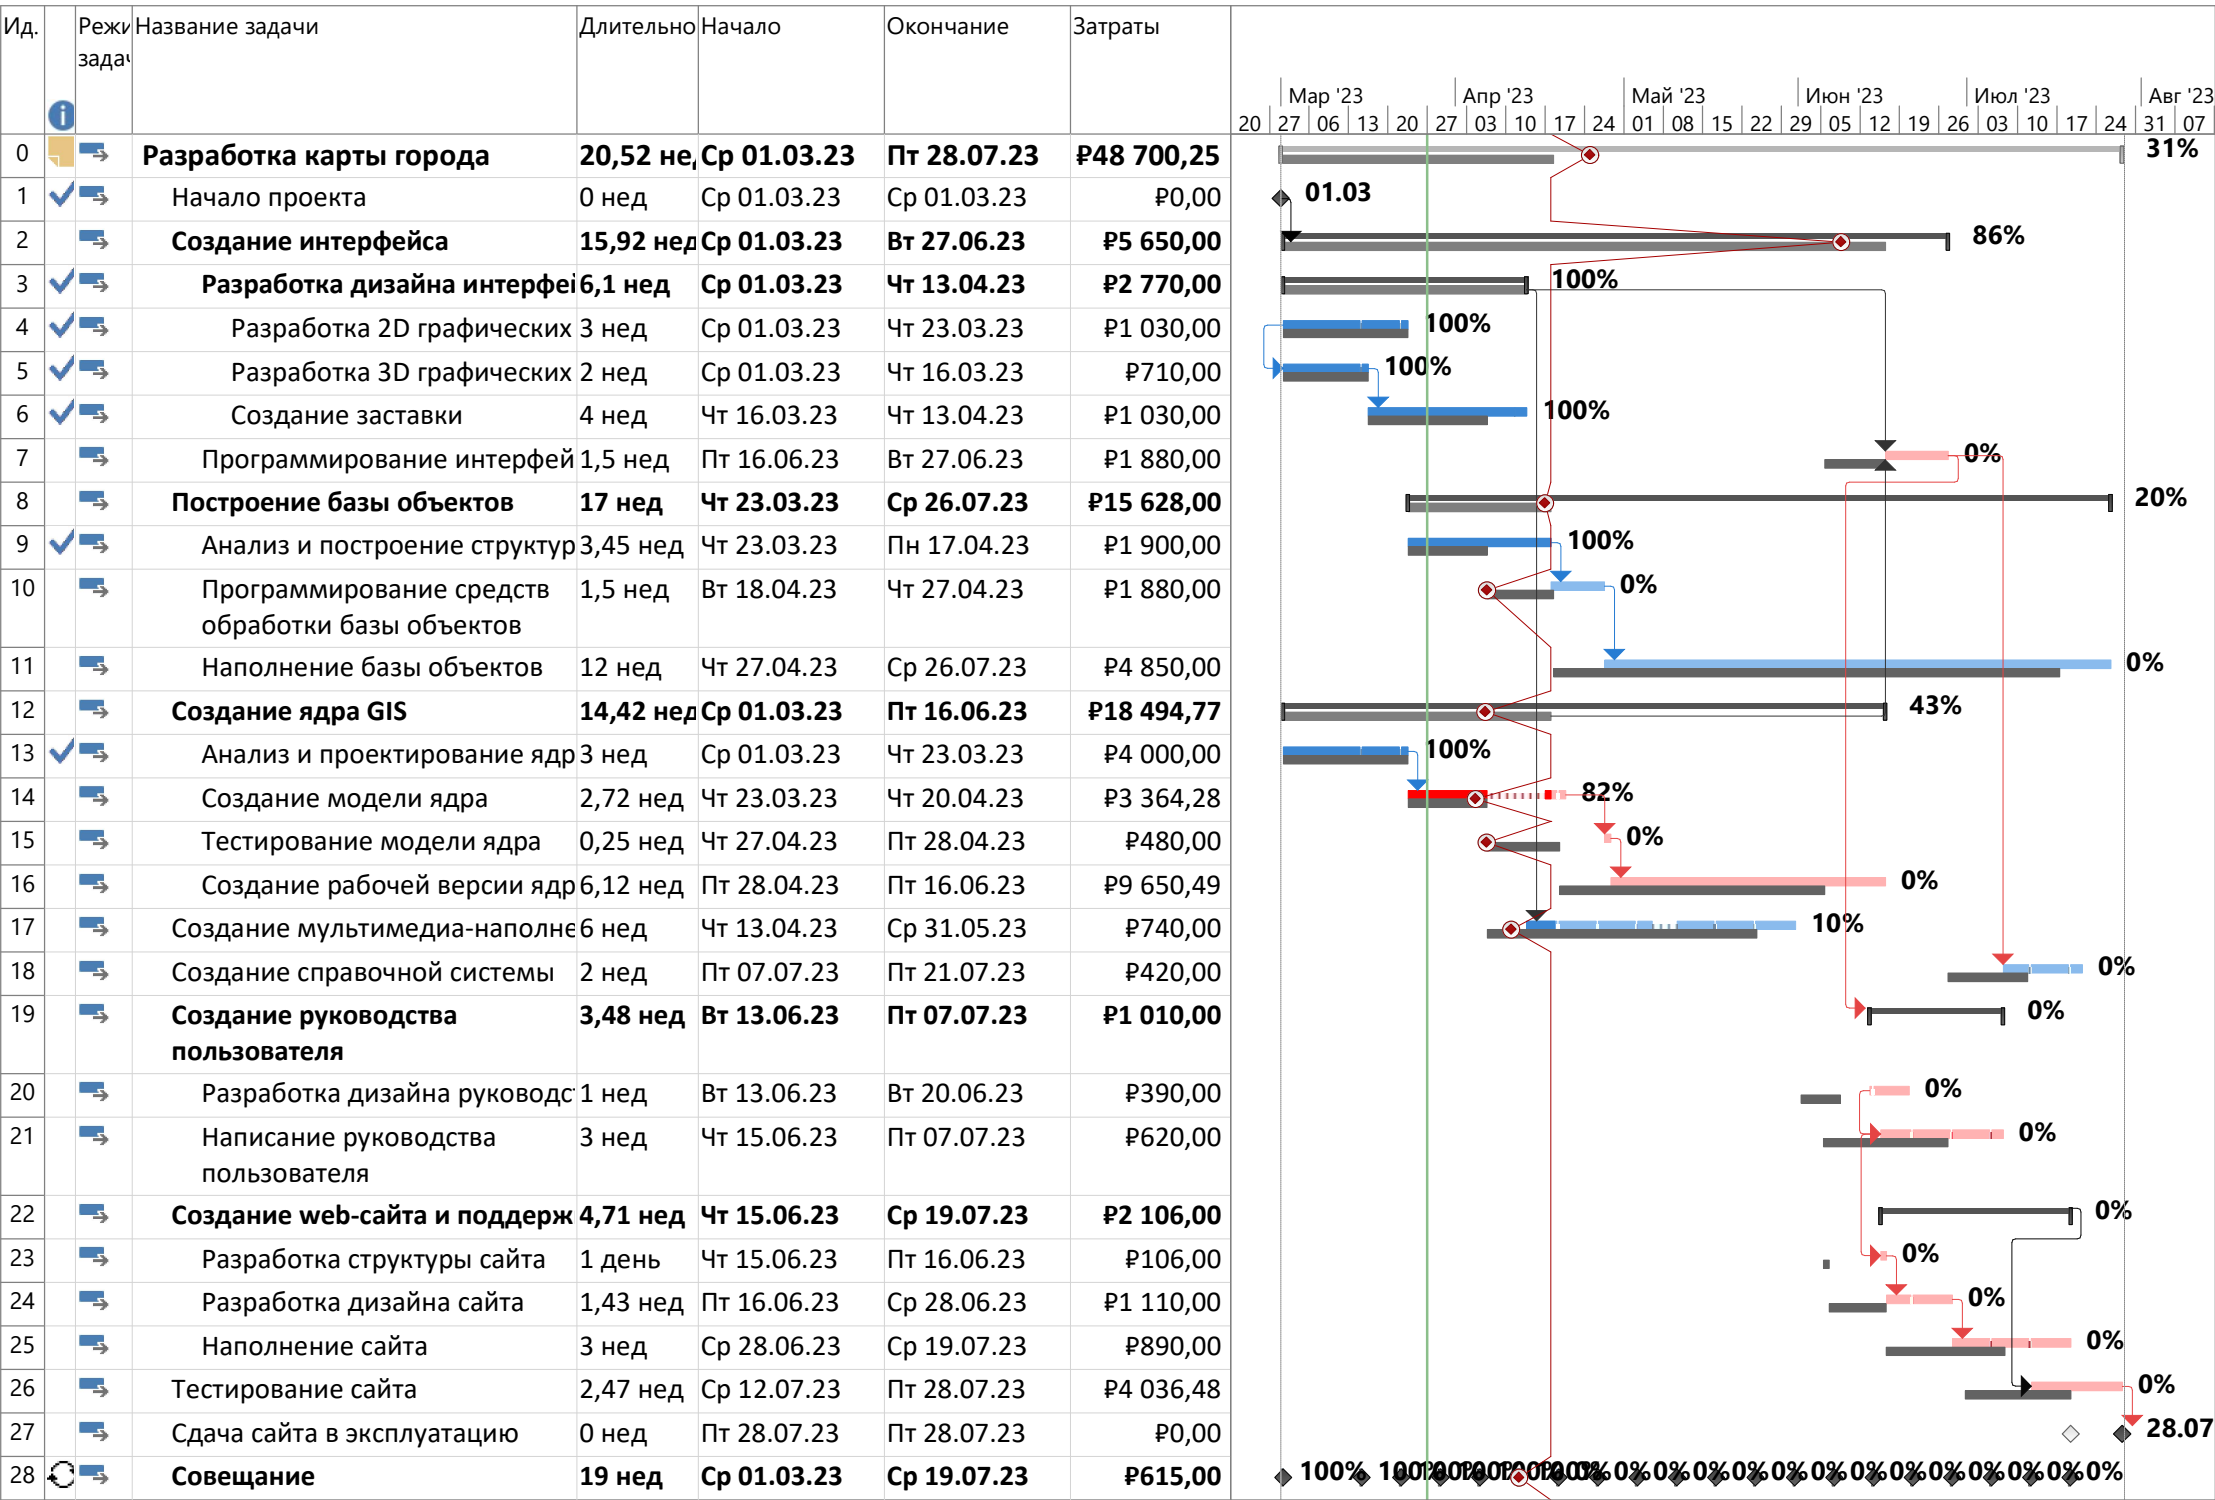 Ид. Режи Название задачи Длительно Начало Окончание Затраты
задач
Мар '23 Апр '23 Май '23 Июн '23 Июл '23 Авг '23
20 27 06 13 20 27 03 10 17 24 01 08 15 22 29 05 12 19 26 03 10 17 24 31 07
0 Разработка карты города 20,52 не Ср 01.03.23 Пт 28.07.23 ₽48 700,25 31%
1 Начало проекта 0 нед Ср 01.03.23 Ср 01.03.23 ₽0,00 01.03
2 Создание интерфейса 15,92 нед Ср 01.03.23 Вт 27.06.23 ₽5 650,00 86%
3 Разработка дизайна интерфей 6,1 нед Ср 01.03.23 Чт 13.04.23 ₽2 770,00 100%
4 Разработка 2D графических 3 нед Ср 01.03.23 Чт 23.03.23 ₽1 030,00 100%
5 Разработка 3D графических 2 нед Ср 01.03.23 Чт 16.03.23 ₽710,00 100%
6 Создание заставки 4 нед Чт 16.03.23 Чт 13.04.23 ₽1 030,00 100%
7 Программирование интерфей 1,5 нед Пт 16.06.23 Вт 27.06.23 ₽1 880,00 0%
8 Построение базы объектов 17 нед Чт 23.03.23 Ср 26.07.23 ₽15 628,00 20%
9 Анализ и построение структур 3,45 нед Чт 23.03.23 Пн 17.04.23 ₽1 900,00 100%
10 Программирование средств 1,5 нед Вт 18.04.23 Чт 27.04.23 ₽1 880,00 0%
обработки базы объектов
11 Наполнение базы объектов 12 нед Чт 27.04.23 Ср 26.07.23 ₽4 850,00 0%
12 Создание ядра GIS 14,42 нед Ср 01.03.23 Пт 16.06.23 ₽18 494,77 43%
13 Анализ и проектирование ядр 3 нед Ср 01.03.23 Чт 23.03.23 ₽4 000,00 100%
14 Создание модели ядра 2,72 нед Чт 23.03.23 Чт 20.04.23 ₽3 364,28 82%
15 Тестирование модели ядра 0,25 нед Чт 27.04.23 Пт 28.04.23 ₽480,00 0%
16 Создание рабочей версии ядр 6,12 нед Пт 28.04.23 Пт 16.06.23 ₽9 650,49 0%
17 Создание мультимедиа-наполне 6 нед Чт 13.04.23 Ср 31.05.23 ₽740,00 10%
18 Создание справочной системы 2 нед Пт 07.07.23 Пт 21.07.23 ₽420,00 0%
19 Создание руководства 3,48 нед Вт 13.06.23 Пт 07.07.23 ₽1 010,00 0%
пользователя
20 Разработка дизайна руководст 1 нед Вт 13.06.23 Вт 20.06.23 ₽390,00 0%
21 Написание руководства 3 нед Чт 15.06.23 Пт 07.07.23 ₽620,00 0%
пользователя
22 Создание web-сайта и поддерж 4,71 нед Чт 15.06.23 Ср 19.07.23 ₽2 106,00 0%
23 Разработка структуры сайта 1 день Чт 15.06.23 Пт 16.06.23 ₽106,00 0%
24 Разработка дизайна сайта 1,43 нед Пт 16.06.23 Ср 28.06.23 ₽1 110,00 0%
25 Наполнение сайта 3 нед Ср 28.06.23 Ср 19.07.23 ₽890,00 0%
26 Тестирование сайта 2,47 нед Ср 12.07.23 Пт 28.07.23 ₽4 036,48 0%
27 Сдача сайта в эксплуатацию 0 нед Пт 28.07.23 Пт 28.07.23 ₽0,00 28.07
28 Совещание 19 нед Ср 01.03.23 Ср 19.07.23 ₽615,00 100% 0% 0% 0% 0% 0% 0% 0% 0% 0% 0% 0% 0% 0%